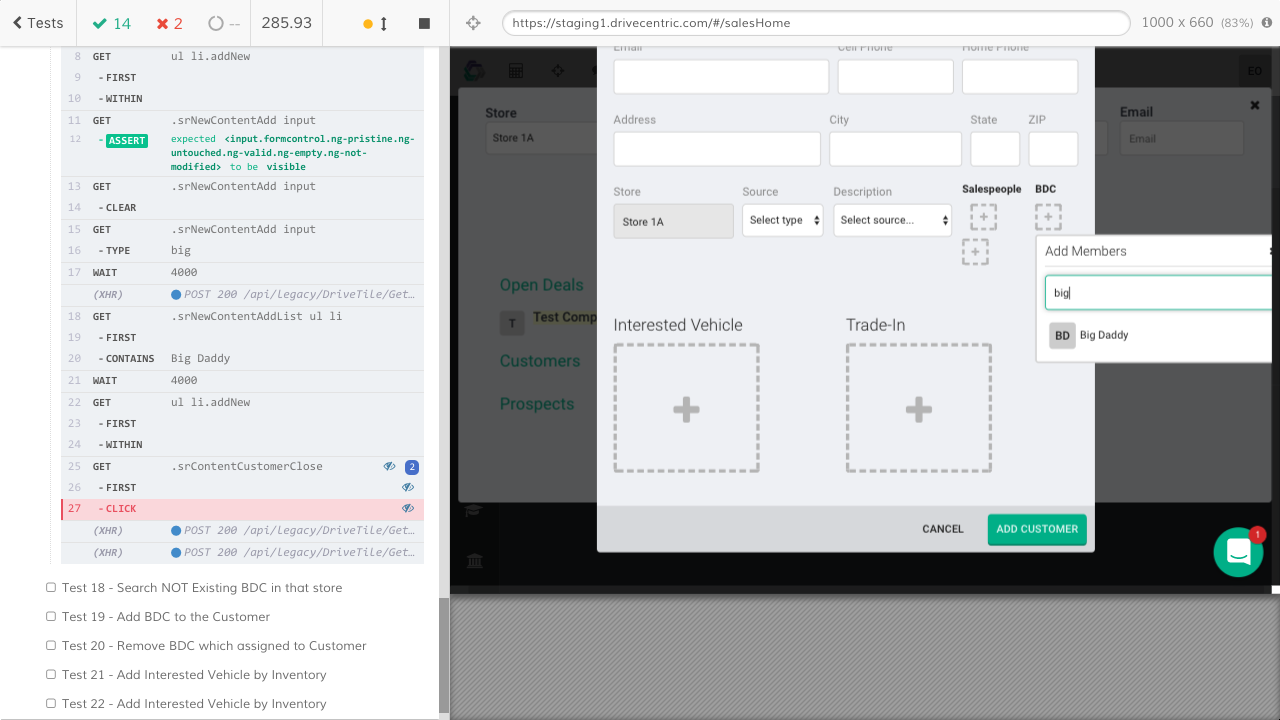 Tests 14 2 -- 285.93
https://staging1.drivecentric.com/#/salesHome
1000 x 660 (83%)
8 GET ul li.addNew
9 -FIRST
10 -WITHIN
11 GET .srNewContentAdd input
12 -ASSERT expected <input.formcontrol.ng-pristine.ng-
untouched.ng-valid.ng-empty.ng-not-
modified> to be visible
13 GET .srNewContentAdd input
14 -CLEAR
15 GET .srNewContentAdd input
16 -TYPE big
17 WAIT 4000
(XHR) POST 200 /api/legacy/DriveTile/Get…
18 GET .srNewContentAddList ul li
19 -FIRST
20 -CONTAINS Big Daddy
21 WAIT 4000
22 GET ul li.addNew
23 -FIRST
24 -WITHIN
25 GET .srContentCustomerClose 2
26 -FIRST
27 -CLICK
(XHR) POST 200 /api/legacy/DriveTile/Get…
(XHR) POST 200 /api/legacy/DriveTile/Get…
Test 18 - Search NOT Existing BDC in that store
Test 19 - Add BDC to the Customer
Test 20 - Remove BDC which assigned to Customer
Test 21 - Add Interested Vehicle by Inventory
Test 22 - Add Interested Vehicle by Inventory
EO
Store
Store 1A
Email
Email
Open Deals
T Test Comp
Customers
Prospects
Email Cell Phone Home Phone
Address City State ZIP
Store Source Description Salespeople BDC
Store 1A Select type Select source...
Add Members
big
BD Big Daddy
Interested Vehicle Trade-In
CANCEL ADD CUSTOMER
1